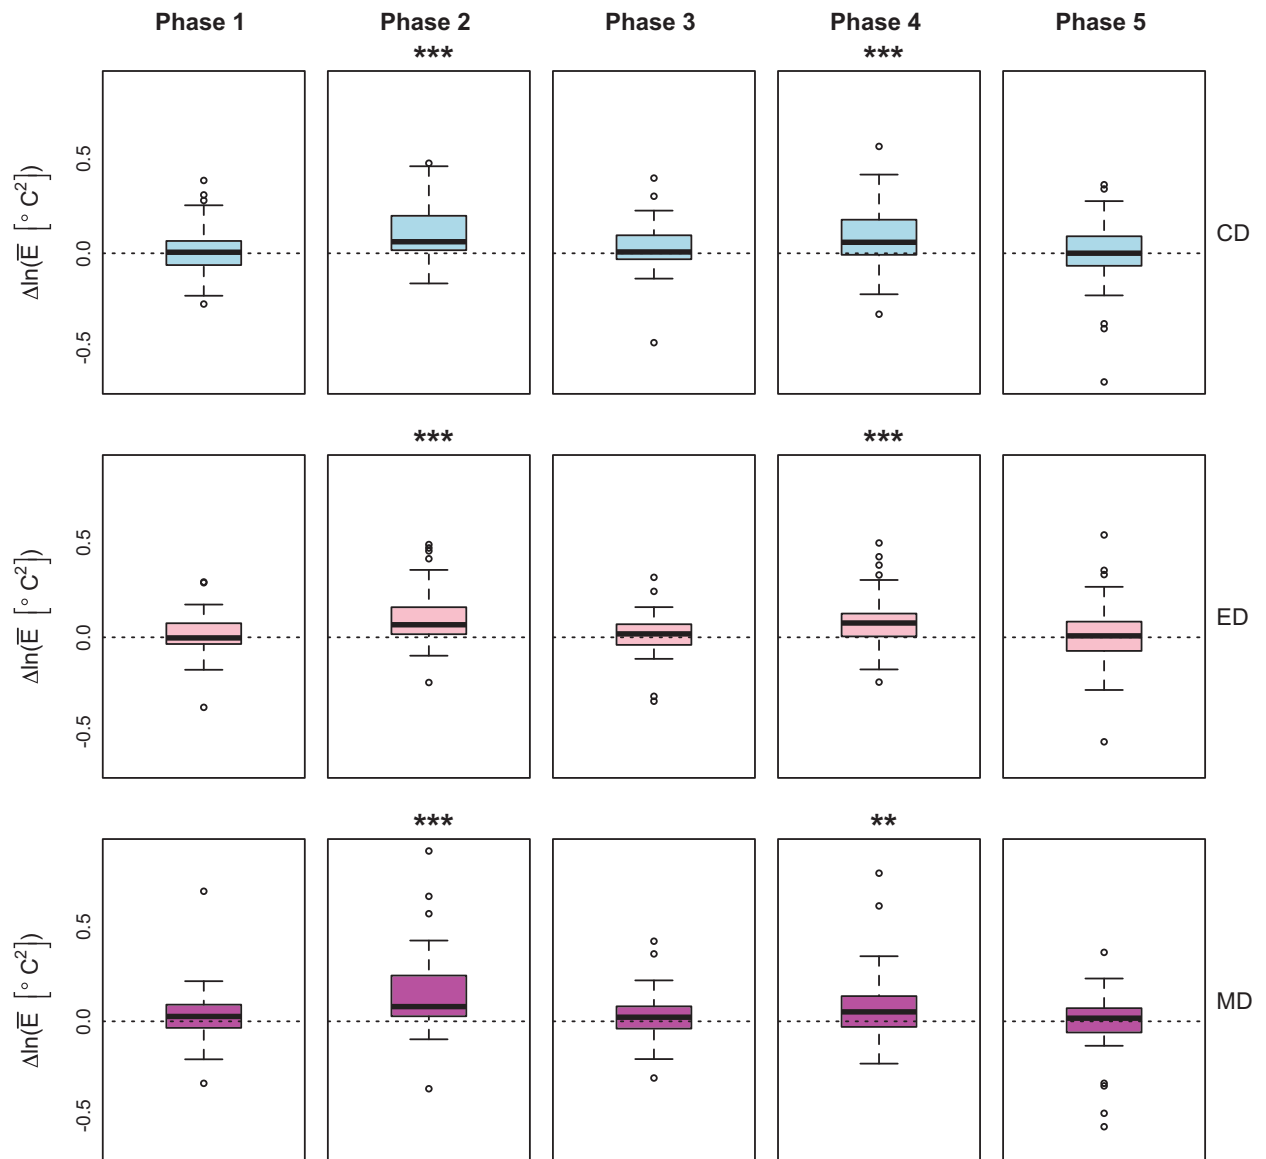 Phase 1 Phase 2 Phase 3 Phase 4 Phase 5
*** ***
Δln(E̅ [°C²])
0.5
0.0
-0.5
CD
*** ***
Δln(E̅ [°C²])
0.5
0.0
-0.5
ED
*** **
Δln(E̅ [°C²])
0.5
0.0
-0.5
MD